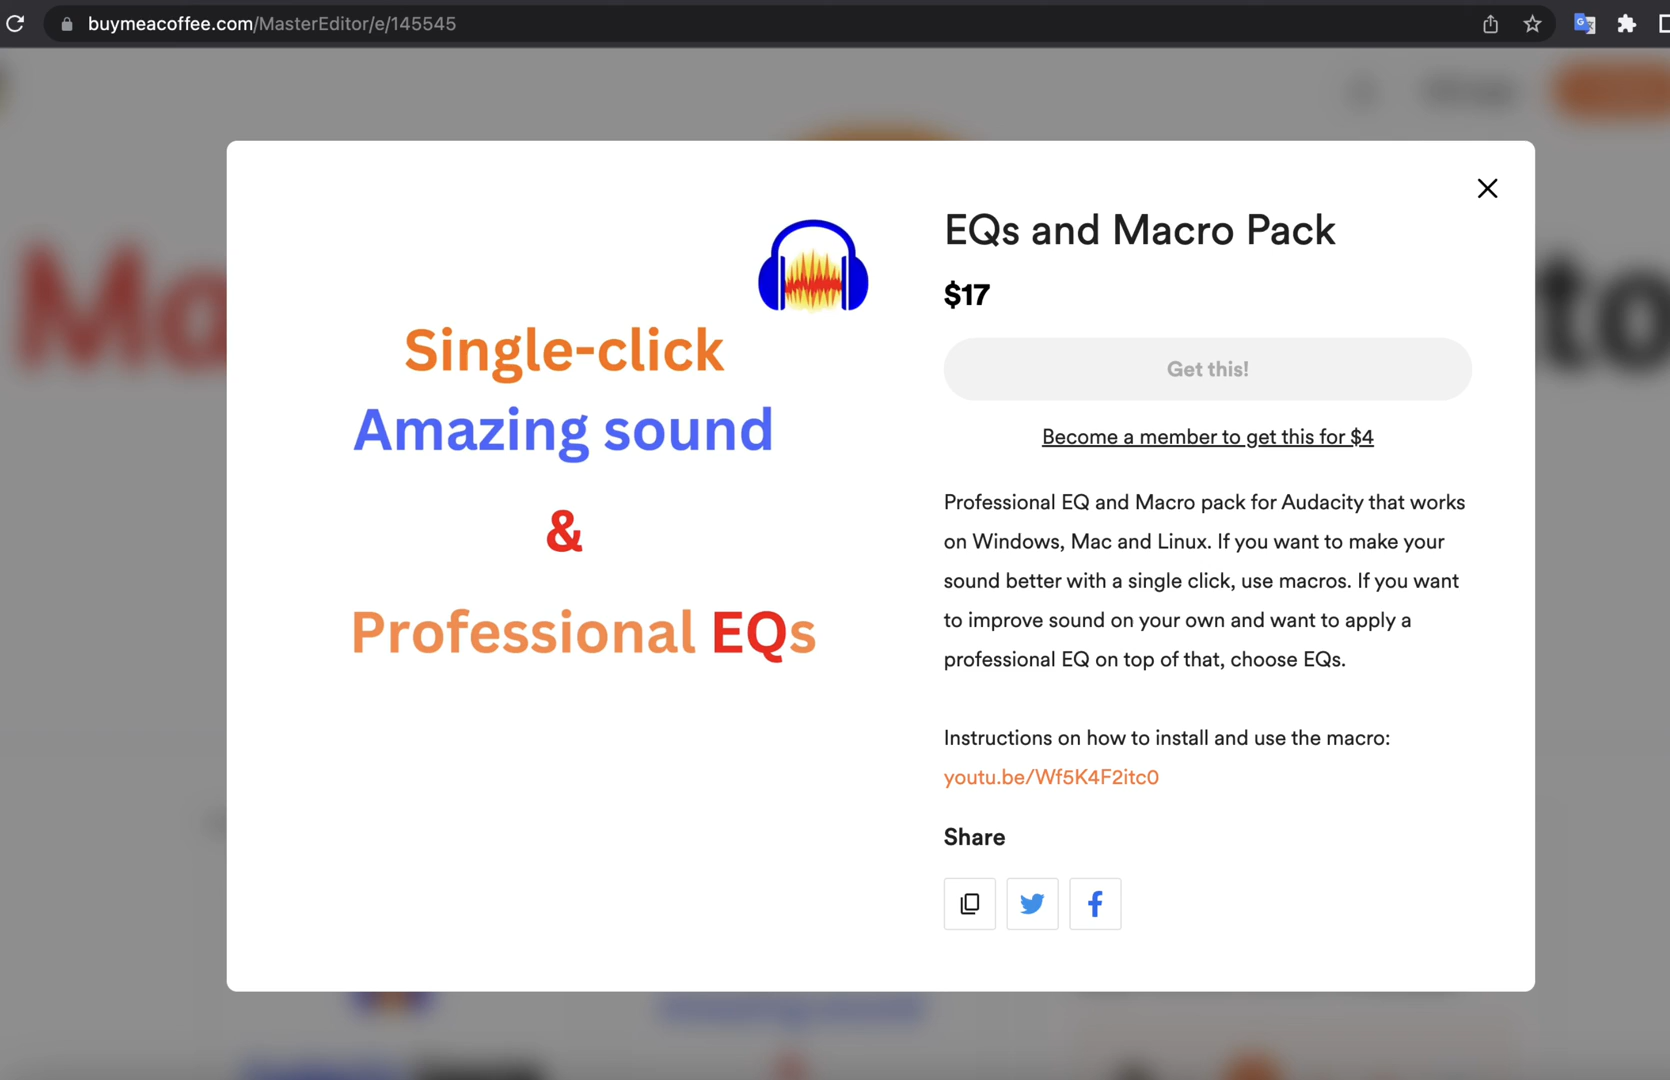 buymeacoffee.com/MasterEditor/e/145545
Single-click
Amazing sound
&
Professional EQs
EQs and Macro Pack
$17
Get this!
Become a member to get this for $4
Professional EQ and Macro pack for Audacity that works
on Windows, Mac and Linux. If you want to make your
sound better with a single click, use macros. If you want
to improve sound on your own and want to apply a
professional EQ on top of that, choose EQs.
Instructions on how to install and use the macro:
youtu.be/Wf5K4F2itc0
Share